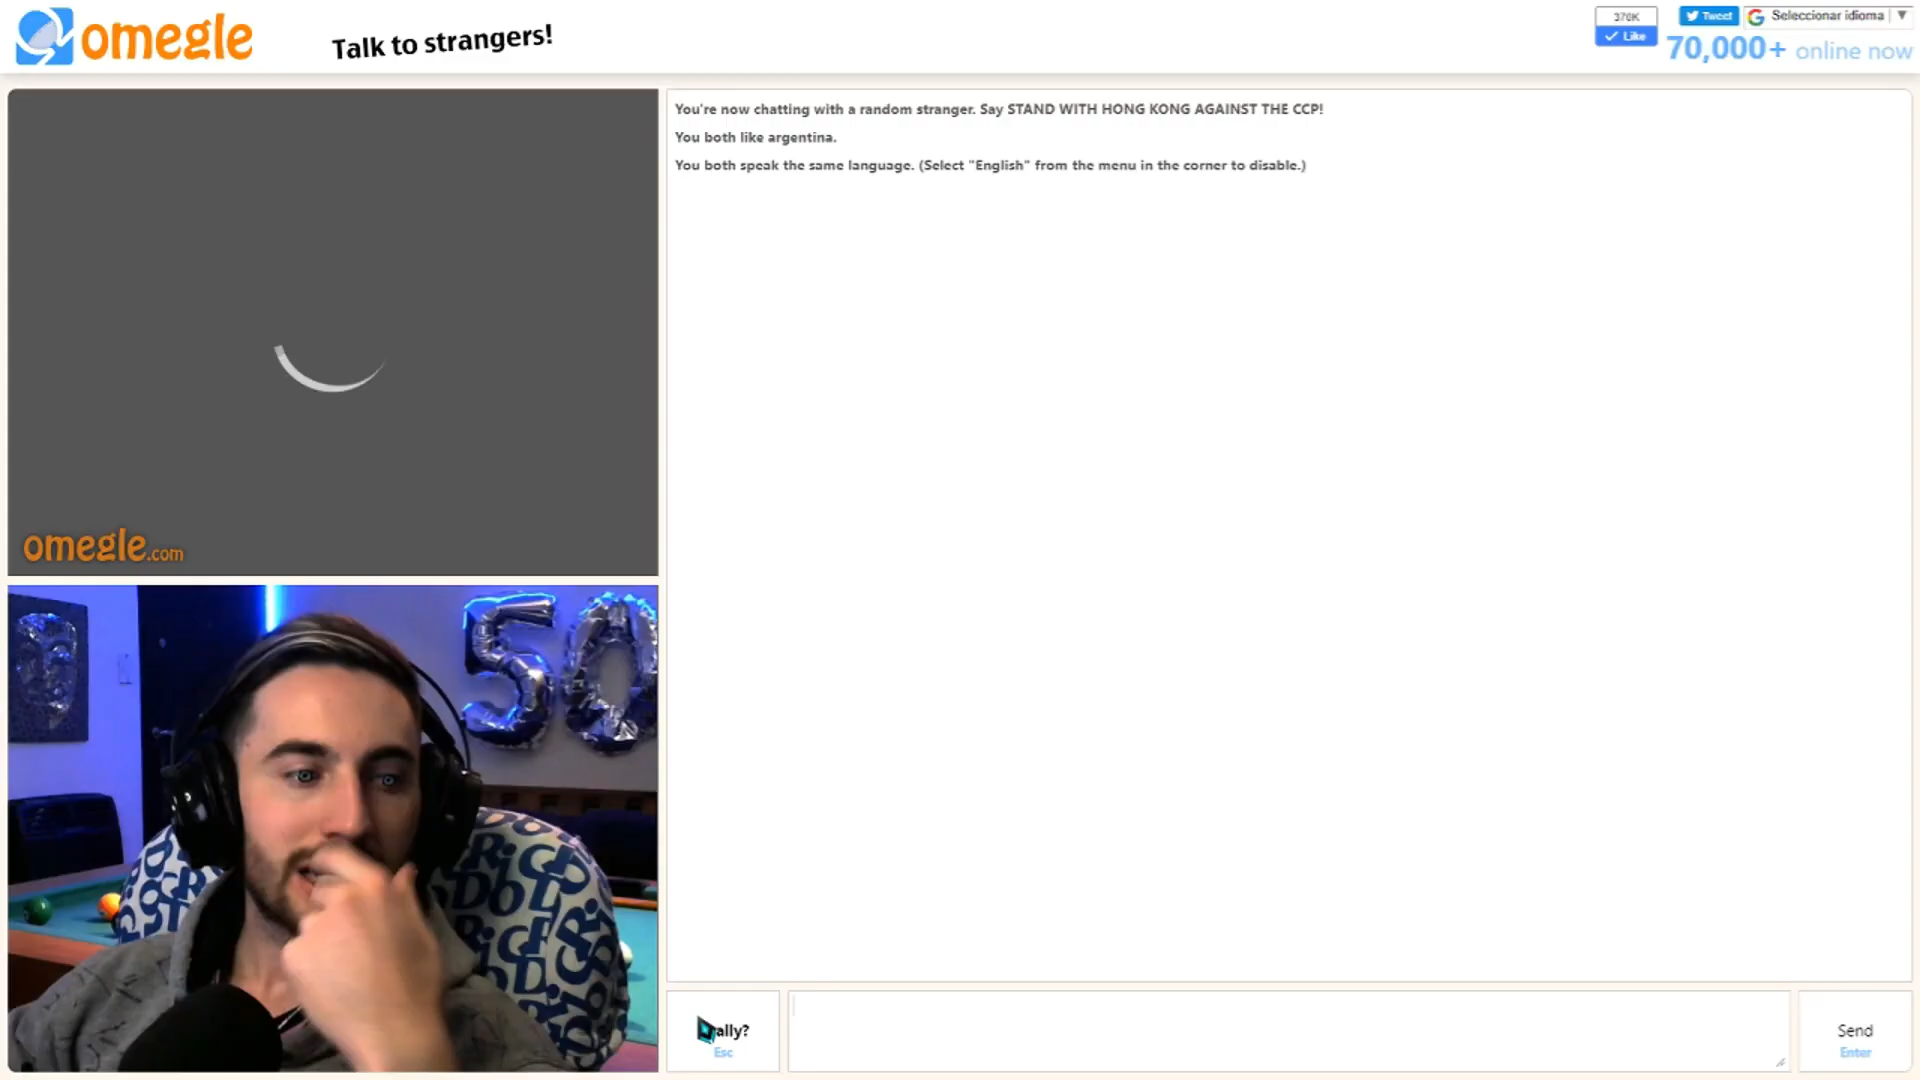 omegle
Talk to strangers!
370K
Like
Tweet
Seleccionar idioma
70,000+ online now
You're now chatting with a random stranger. Say STAND WITH HONG KONG AGAINST THE CCP!
You both like argentina.
You both speak the same language. (Select "English" from the menu in the corner to disable.)
omegle.com
50
ally?
Esc
Send
Enter